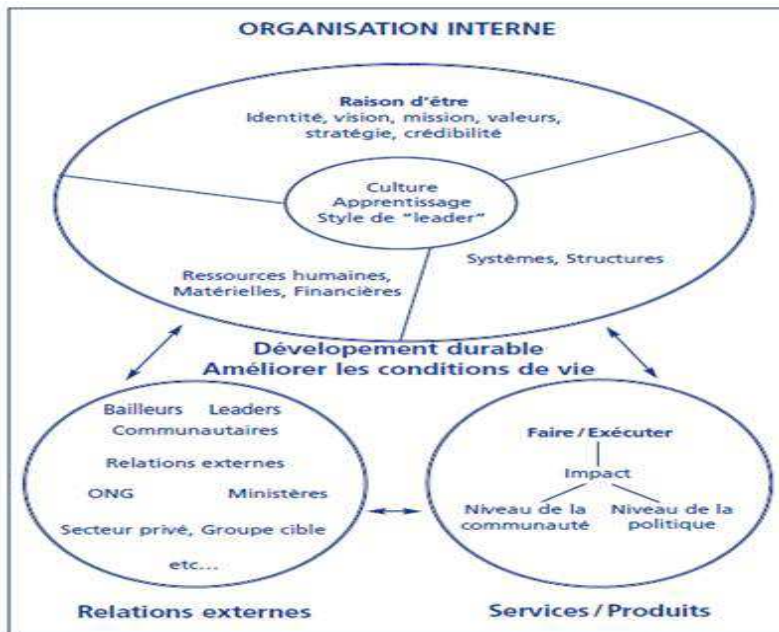 ORGANISATION INTERNE
Raison d'être
Identité, vision, mission, valeurs,
stratégie, crédibilité
Culture
Apprentissage
Style de "leader"
Ressources humaines,
Matérielles, Financières
Systèmes, Structures
Dévelopement durable
Améliorer les conditions de vie
Bailleurs Leaders
Communautaires
Relations externes
ONG Ministères
Secteur privé, Groupe cible
etc...
Faire/Exécuter
Impact
Niveau de la
communauté
Niveau de la
politique
Relations externes
Services/Produits